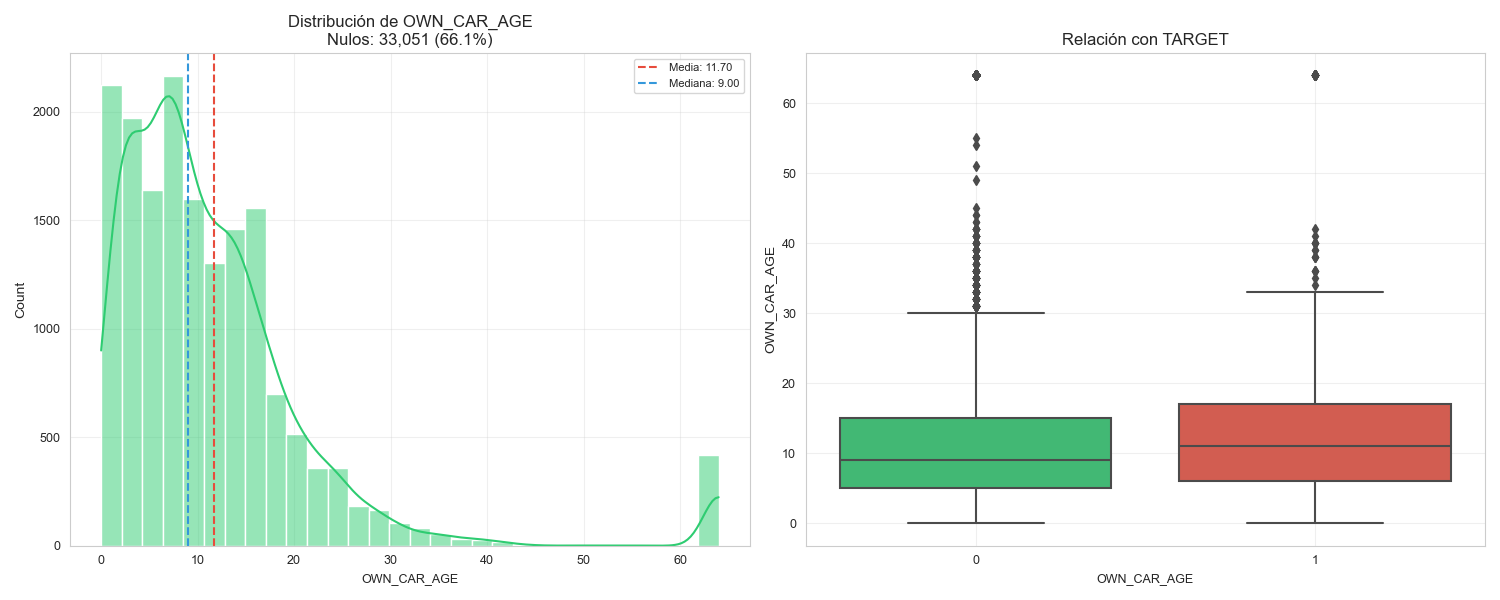 Distribución de OWN_CAR_AGE
Nulos: 33,051 (66.1%)
Media: 11.70
Mediana: 9.00
Count
2000
1500
1000
500
0
0 10 20 30 40 50 60
OWN_CAR_AGE
Relación con TARGET
OWN_CAR_AGE
60
50
40
30
20
10
0
0 1
OWN_CAR_AGE